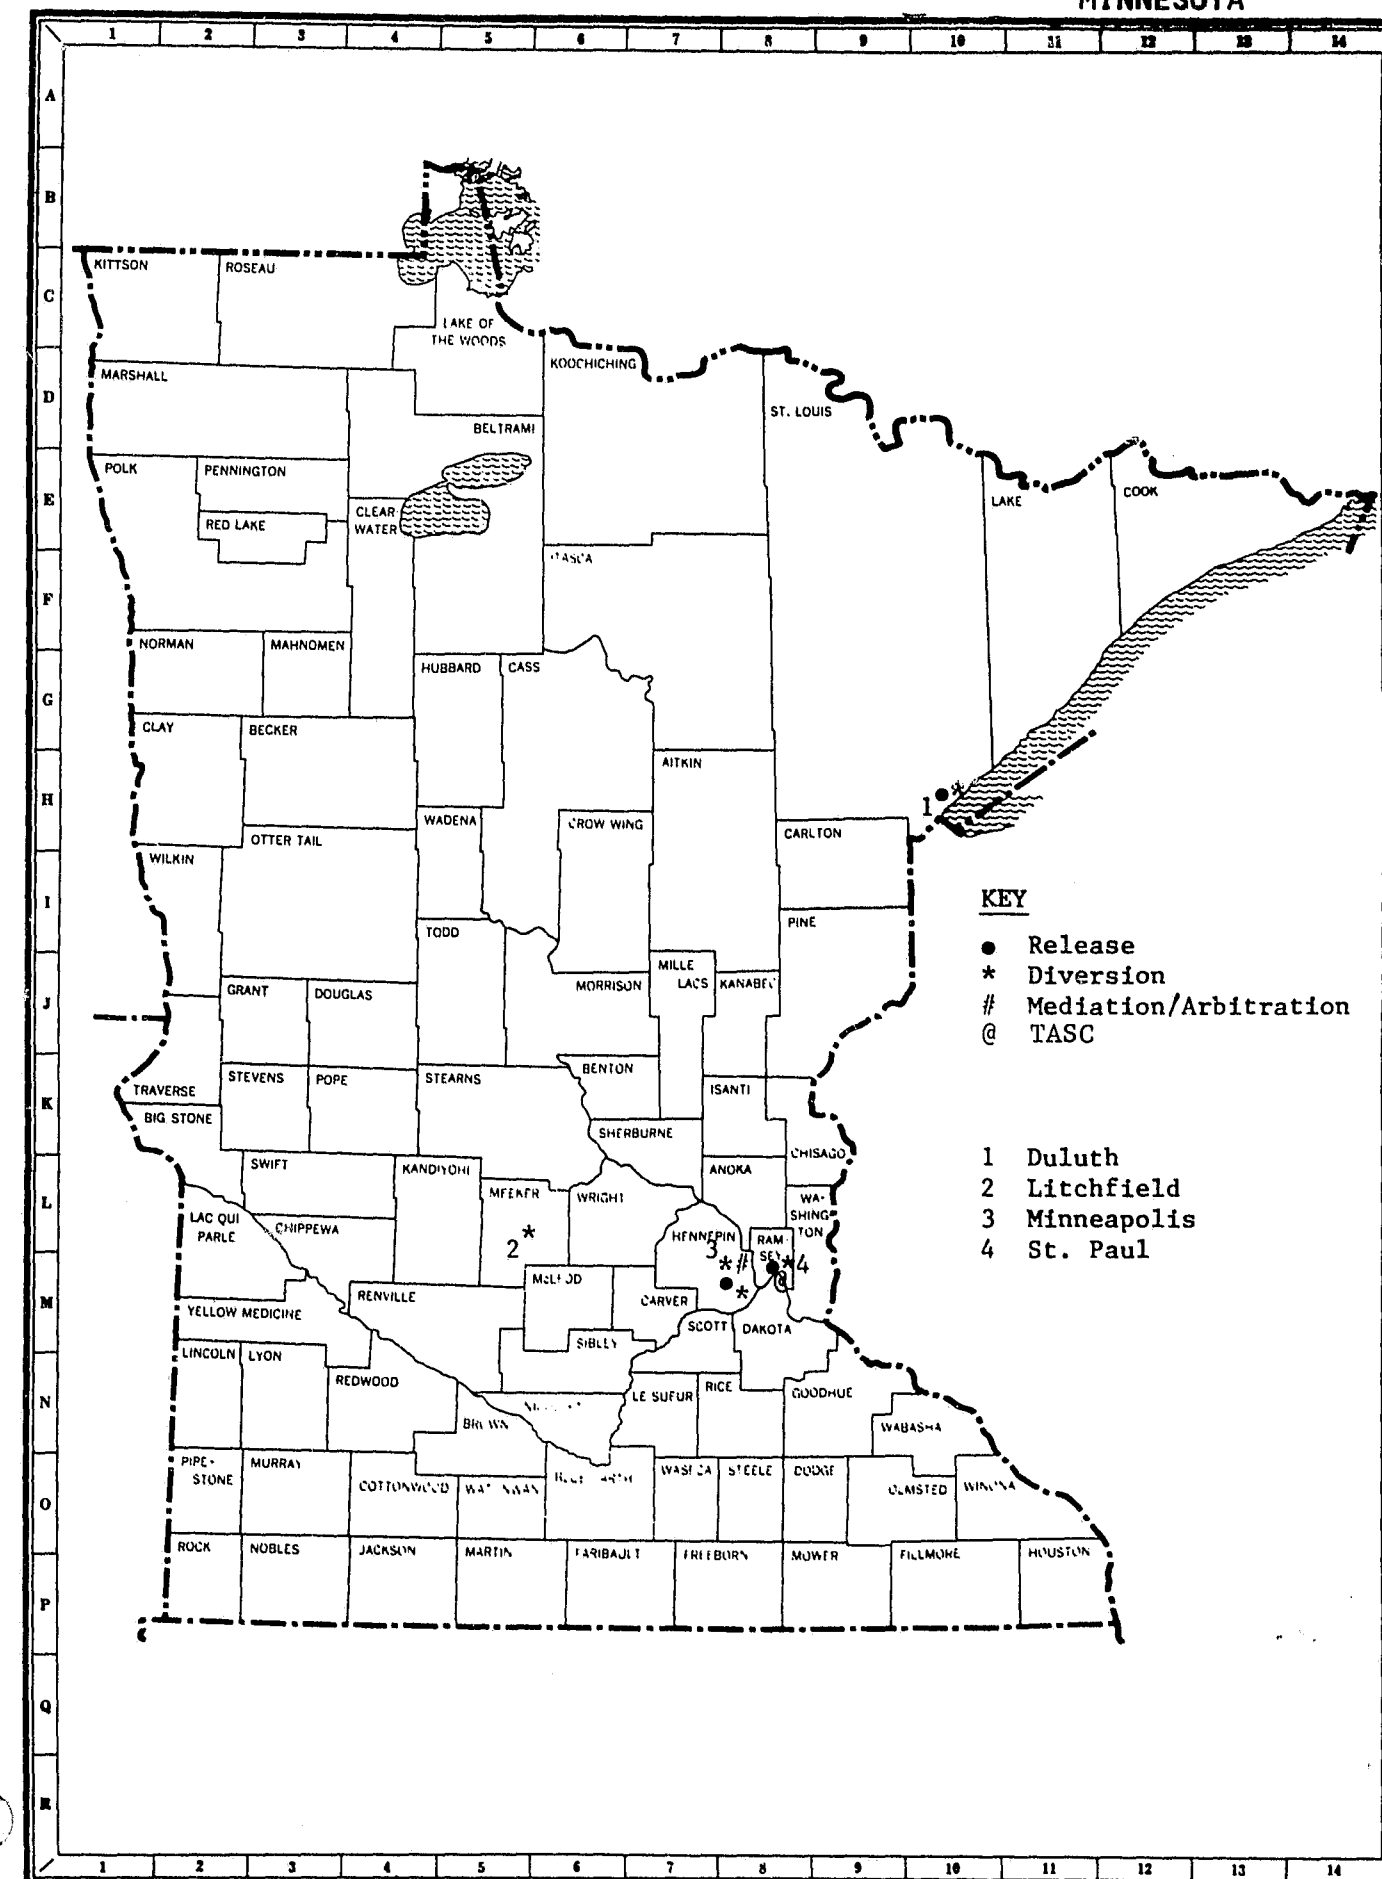 MINNESOTA
1 2 3 4 5 6 7 8 9 10 11 12 13 14
A
B
C
D
E
F
G
H
I
J
K
L
M
N
O
P
Q
R
KITTSON
ROSEAU
LAKE OF
THE WOODS
KOOCHICHING
MARSHALL
ST. LOUIS
BELTRAMI
POLK
PENNINGTON
LAKE
COOK
CLEAR
WATER
RED LAKE
ITASCA
NORMAN
MAHNOMEN
HUBBARD
CASS
CLAY
BECKER
AITKIN
*
1
WADENA
CROW WING
CARLTON
OTTER TAIL
WILKIN
KEY
PINE
TODD
● Release
* Diversion
# Mediation/Arbitration
@ TASC
MILLE
LACS
KANABEC
MORRISON
GRANT
DOUGLAS
BENTON
STEVENS
POPE
STEARNS
ISANTI
TRAVERSE
BIG STONE
SHERBURNE
CHISAGO
1 Duluth
2 Litchfield
3 Minneapolis
4 St. Paul
SWIFT
KANDIYOHI
ANOKA
MEEKER
WRIGHT
WA-
SHING
TON
LAC QUI
PARLE
CHIPPEWA
HENNEPIN
RAM-
SEY
2 *
3 * #
* 4
@
*
McLEOD
RENVILLE
CARVER
YELLOW MEDICINE
SCOTT
DAKOTA
SIBLEY
LINCOLN
LYON
REDWOOD
RICE
LE SUEUR
GOODHUE
BROWN
WABASHA
PIPE-
STONE
MURRAY
COTTONWOOD
WASECA
STEELE
DODGE
OLMSTED
WINONA
ROCK
NOBLES
JACKSON
MARTIN
FARIBAULT
FREEBORN
MOWER
FILLMORE
HOUSTON
1 2 3 4 5 6 7 8 9 10 11 12 13 14